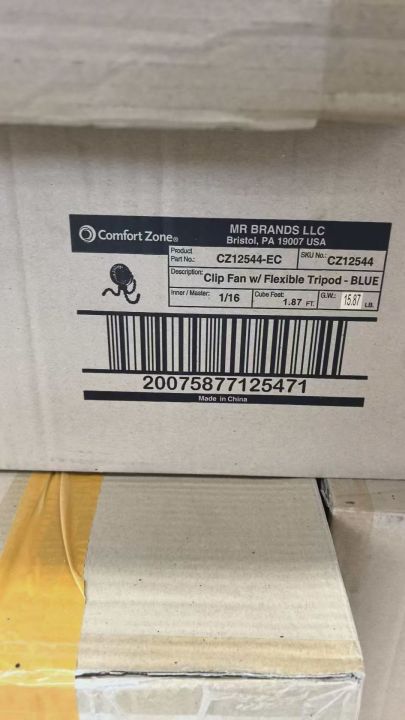 Comfort Zone®
MR BRANDS LLC
Bristol, PA 19007 USA
Product Part No.: CZ12544-EC
SKU No: CZ12544
Description: Clip Fan w/ Flexible Tripod - BLUE
Inner / Master: 1/16
Cube Feet: 1.87 FT.
G.W.: 15.87 LB.
20075877125471
Made in China